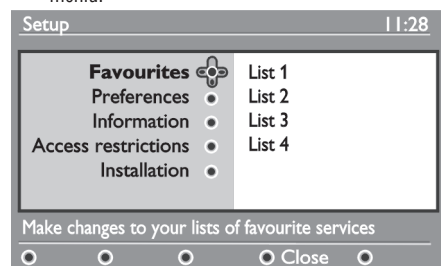 Setup 11:28
Favourites List 1
Preferences List 2
Information List 3
Access restrictions List 4
Installation
Make changes to your lists of favourite services
Close